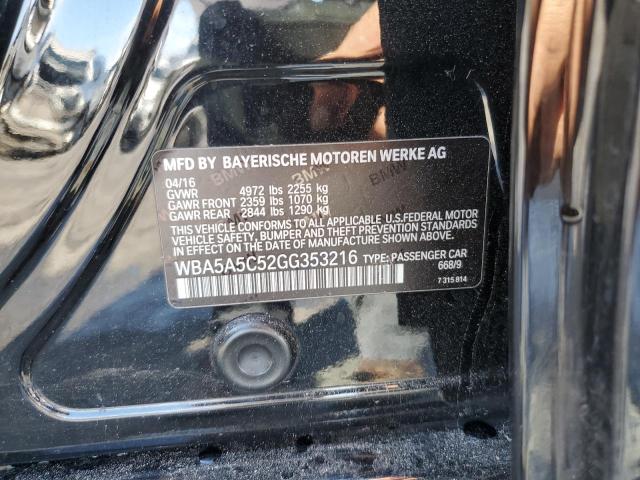 MFD BY BAYERISCHE MOTOREN WERKE AG
04/16
GVWR 4972 lbs 2255 kg
GAWR FRONT 2359 lbs 1070 kg
GAWR REAR 2844 lbs 1290 kg
THIS VEHICLE CONFORMS TO ALL APPLICABLE U.S.FEDERAL MOTOR
VEHICLE SAFETY, BUMPER AND THEFT PREVENTION STANDARDS
IN EFFECT ON THE DATE OF MANUFACTURE SHOWN ABOVE.
WBA5A5C52GG353216 TYPE: PASSENGER CAR
668/9
7 315 814